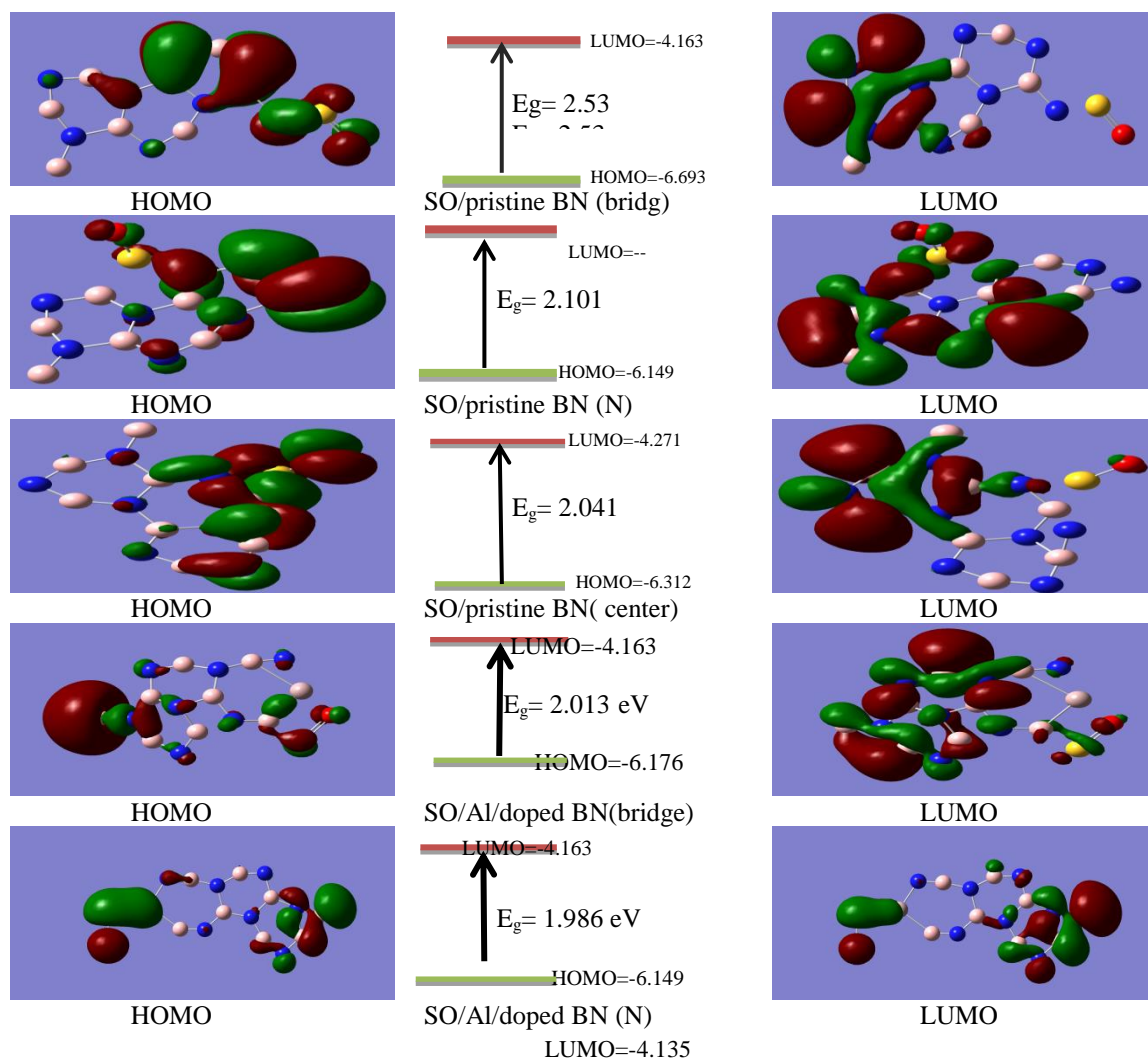 LUMO=-4.163
Eg= 2.53
HOMO=-6.693
HOMO SO/pristine BN (bridg) LUMO
LUMO=--
Eg= 2.101
HOMO=-6.149
HOMO SO/pristine BN (N) LUMO
LUMO=-4.271
Eg= 2.041
HOMO=-6.312
HOMO SO/pristine BN( center) LUMO
LUMO=-4.163
Eg= 2.013 eV
HOMO=-6.176
HOMO SO/Al/doped BN(bridge) LUMO
LUMO=-4.163
Eg= 1.986 eV
HOMO=-6.149
HOMO SO/Al/doped BN (N) LUMO
LUMO=-4.135